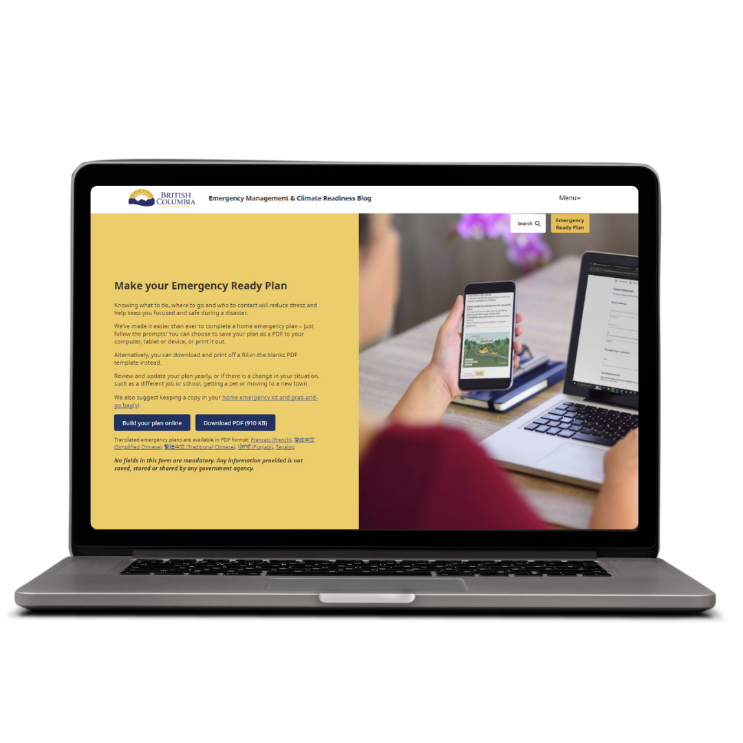 BRITISH
COLUMBIA
Emergency Management & Climate Readiness Blog
Menu
Search
Emergency
Ready Plan
Make your Emergency Ready Plan
Knowing what to do, where to go and who to contact will reduce stress and
help keep you focused and safe during a disaster.
We've made it easier than ever to complete a home emergency plan – just
follow the prompts! You can choose to save your plan as a PDF to your
computer, tablet or device, or print it out.
Alternatively, you can download and print off a fill-in-the blanks PDF
template instead.
Review and update your plan yearly, or if there is a change in your situation,
such as a different job or school, getting a pet or moving to a new town.
We also suggest keeping a copy in your home emergency kit and grab-and-
go bag(s).
Build your plan online
Download PDF (910 KB)
Translated emergency plans are available in PDF format: Français (French), 简体中文
(Simplified Chinese), 繁體中文 (Traditional Chinese), ਪੰਜਾਬੀ (Punjabi), Tagalog
No fields in this form are mandatory. Any information provided is not
saved, stored or shared by any government agency.